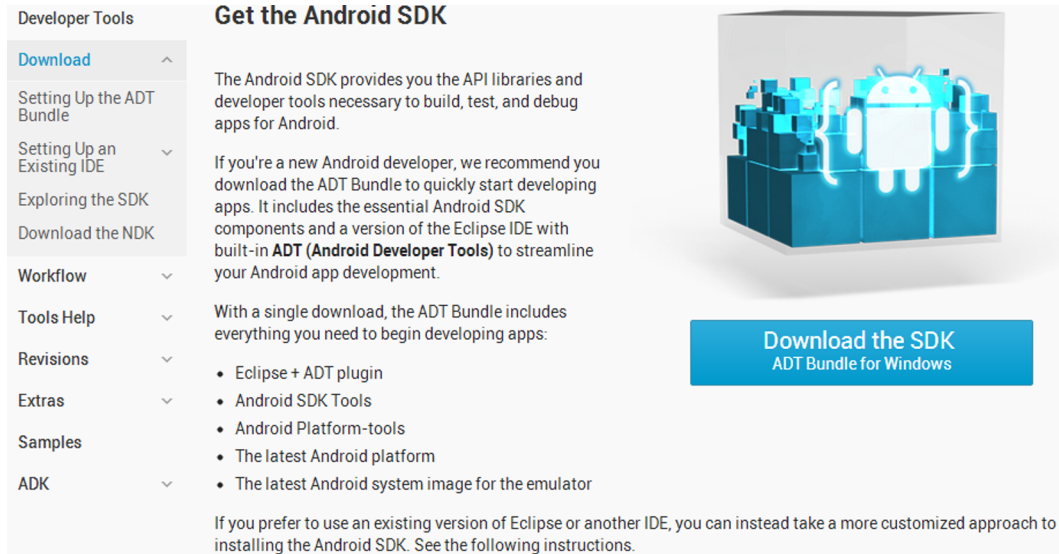 Developer Tools
Download
Setting Up the ADT
Bundle
Setting Up an
Existing IDE
Exploring the SDK
Download the NDK
Workflow
Tools Help
Revisions
Extras
Samples
ADK
Get the Android SDK
The Android SDK provides you the API libraries and
developer tools necessary to build, test, and debug
apps for Android.
If you're a new Android developer, we recommend you
download the ADT Bundle to quickly start developing
apps. It includes the essential Android SDK
components and a version of the Eclipse IDE with
built-in ADT (Android Developer Tools) to streamline
your Android app development.
With a single download, the ADT Bundle includes
everything you need to begin developing apps:
• Eclipse + ADT plugin
• Android SDK Tools
• Android Platform-tools
• The latest Android platform
• The latest Android system image for the emulator
If you prefer to use an existing version of Eclipse or another IDE, you can instead take a more customized approach to
installing the Android SDK. See the following instructions.
{ }
Download the SDK
ADT Bundle for Windows